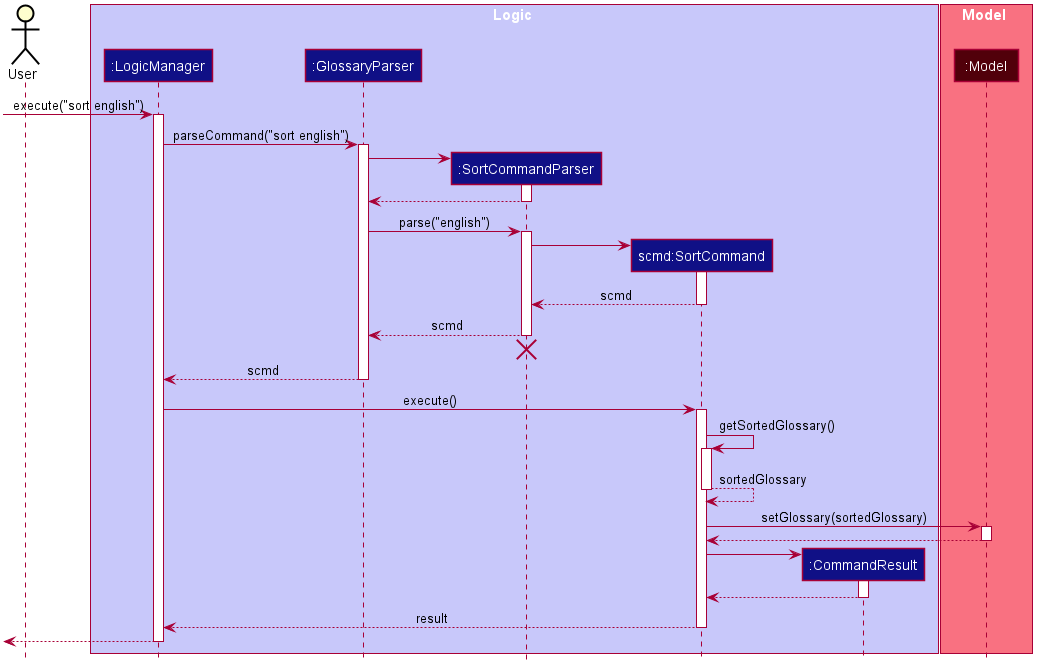 Logic
Model
User
:LogicManager
:GlossaryParser
:Model
execute("sort english")
parseCommand("sort english")
:SortCommandParser
parse("english")
scmd:SortCommand
scmd
scmd
scmd
execute()
getSortedGlossary()
sortedGlossary
setGlossary(sortedGlossary)
:CommandResult
result